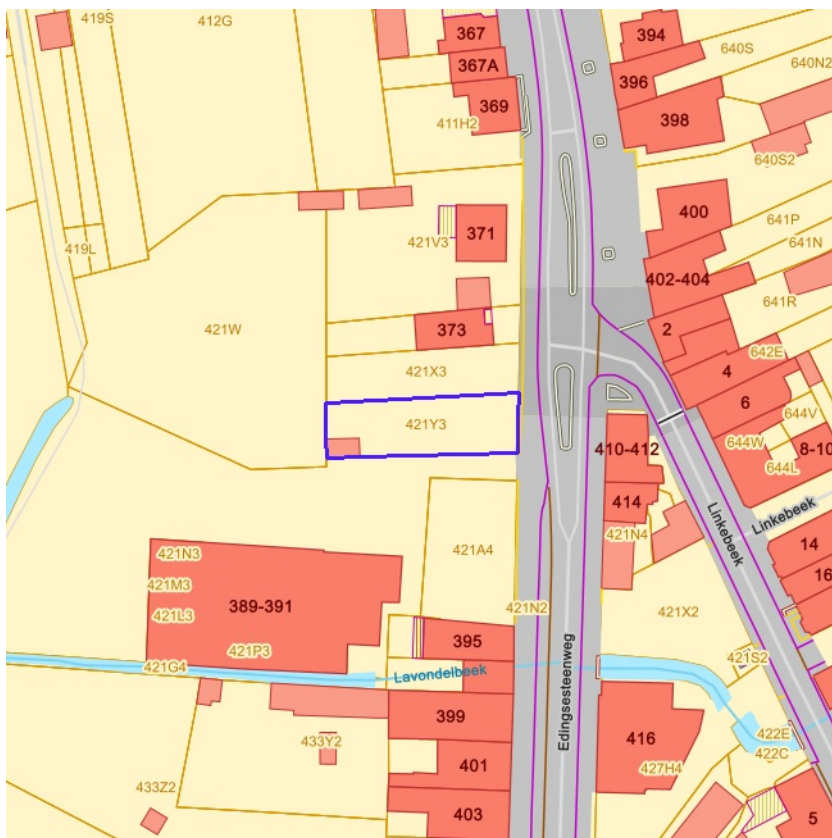 419S
412G
367
394
640S
367A
396
640N2
369
398
411H2
640S2
400
371
421V3
641P
419L
641N
402-404
641R
421W
373
2
642E
4
421X3
6
644V
421Y3
644W
8-10
410-412
644L
414
Linkebeek
Linkebeek
421N4
14
421N3
421A4
16
421M3
389-391
421N2
421X2
421L3
395
421P3
421S2
421G4
Lavondelbeek
Edingsesteenweg
399
416
422E
433Y2
422C
401
427H4
433Z2
403
5